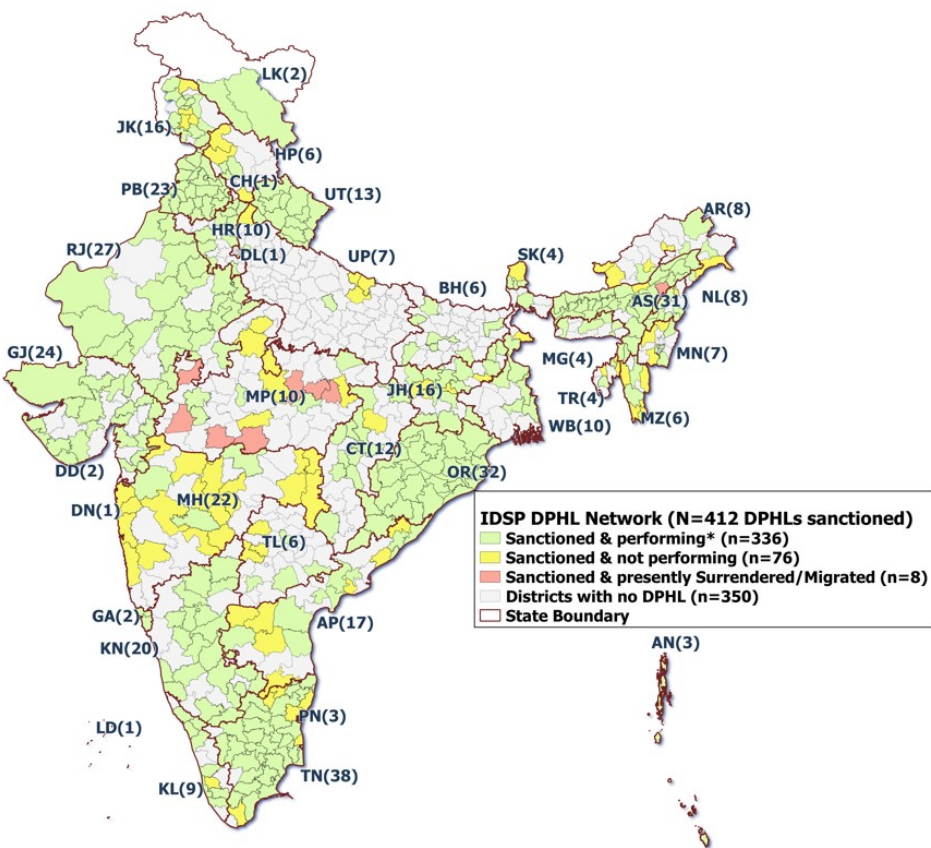 LK(2)
JK(16)
HP(6)
CH(1)
PB(23)
UT(13)
AR(8)
HR(10)
RJ(27)
DL(1)
UP(7)
SK(4)
BH(6)
AS(31)
NL(8)
GJ(24)
MG(4)
MN(7)
MP(10)
JH(16)
TR(4)
MZ(6)
WB(10)
CT(12)
DD(2)
OR(32)
DN(1)
MH(22)
TL(6)
IDSP DPHL Network (N=412 DPHLs sanctioned)
Sanctioned & performing* (n=336)
Sanctioned & not performing (n=76)
Sanctioned & presently Surrendered/Migrated (n=8)
Districts with no DPHL (n=350)
State Boundary
GA(2)
AP(17)
KN(20)
AN(3)
PN(3)
LD(1)
TN(38)
KL(9)